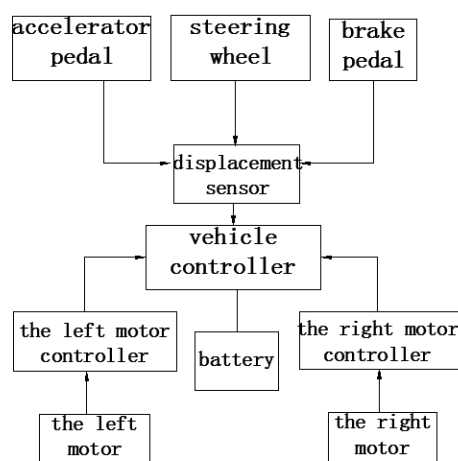 accelerator
pedal
steering
wheel
brake
pedal
displacement
sensor
vehicle
controller
the left motor
controller
battery
the right motor
controller
the left
motor
the right
motor